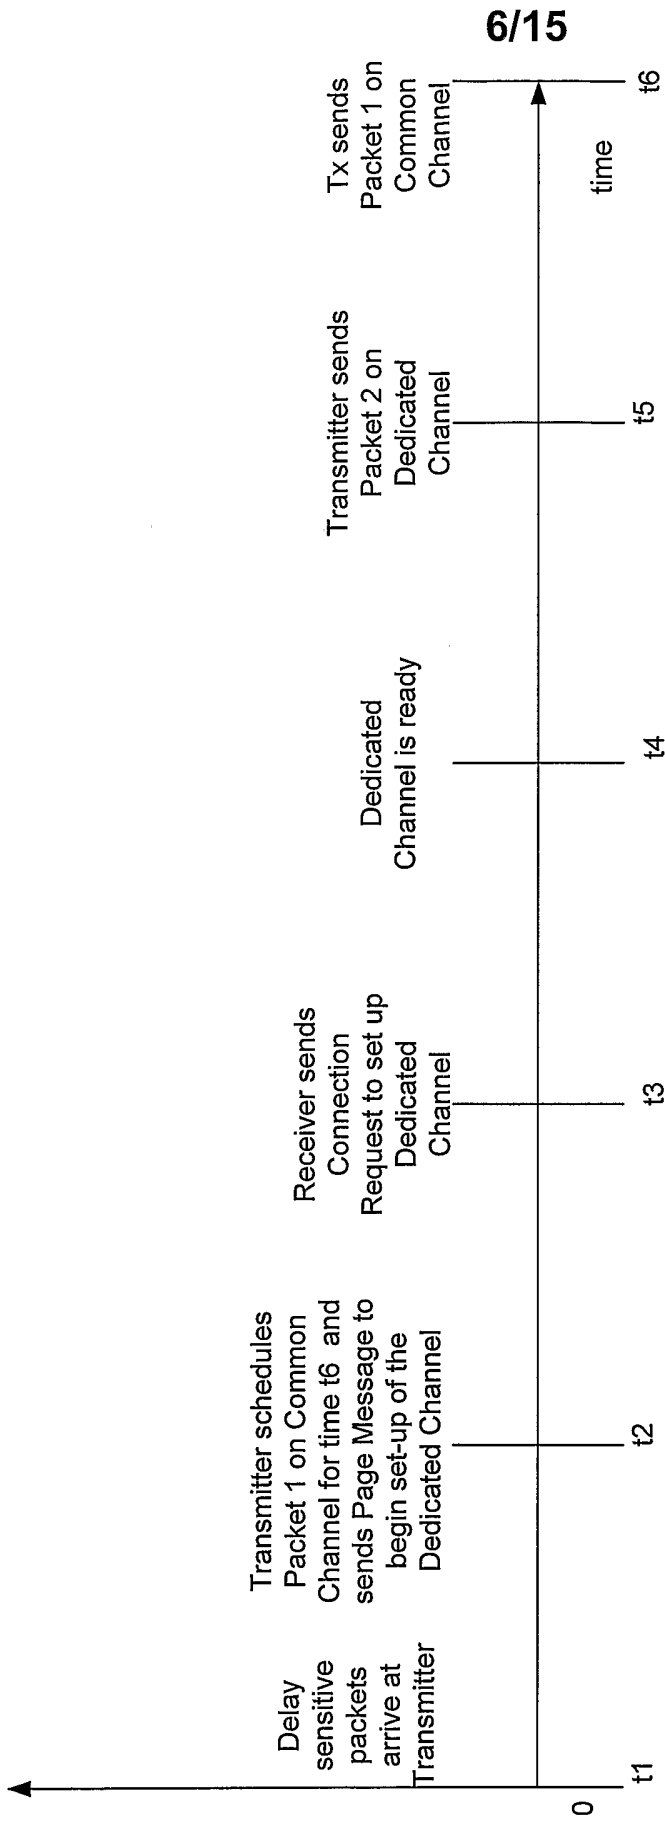 6/15
Delay
sensitive
packets
arrive at
Transmitter
Transmitter schedules
Packet 1 on Common
Channel for time t6 and
sends Page Message to
begin set-up of the
Dedicated Channel
Receiver sends
Connection
Request to set up
Dedicated
Channel
Dedicated
Channel is ready
Transmitter sends
Packet 2 on
Dedicated
Channel
Tx sends
Packet 1 on
Common
Channel
time
0
t1
t2
t3
t4
t5
t6